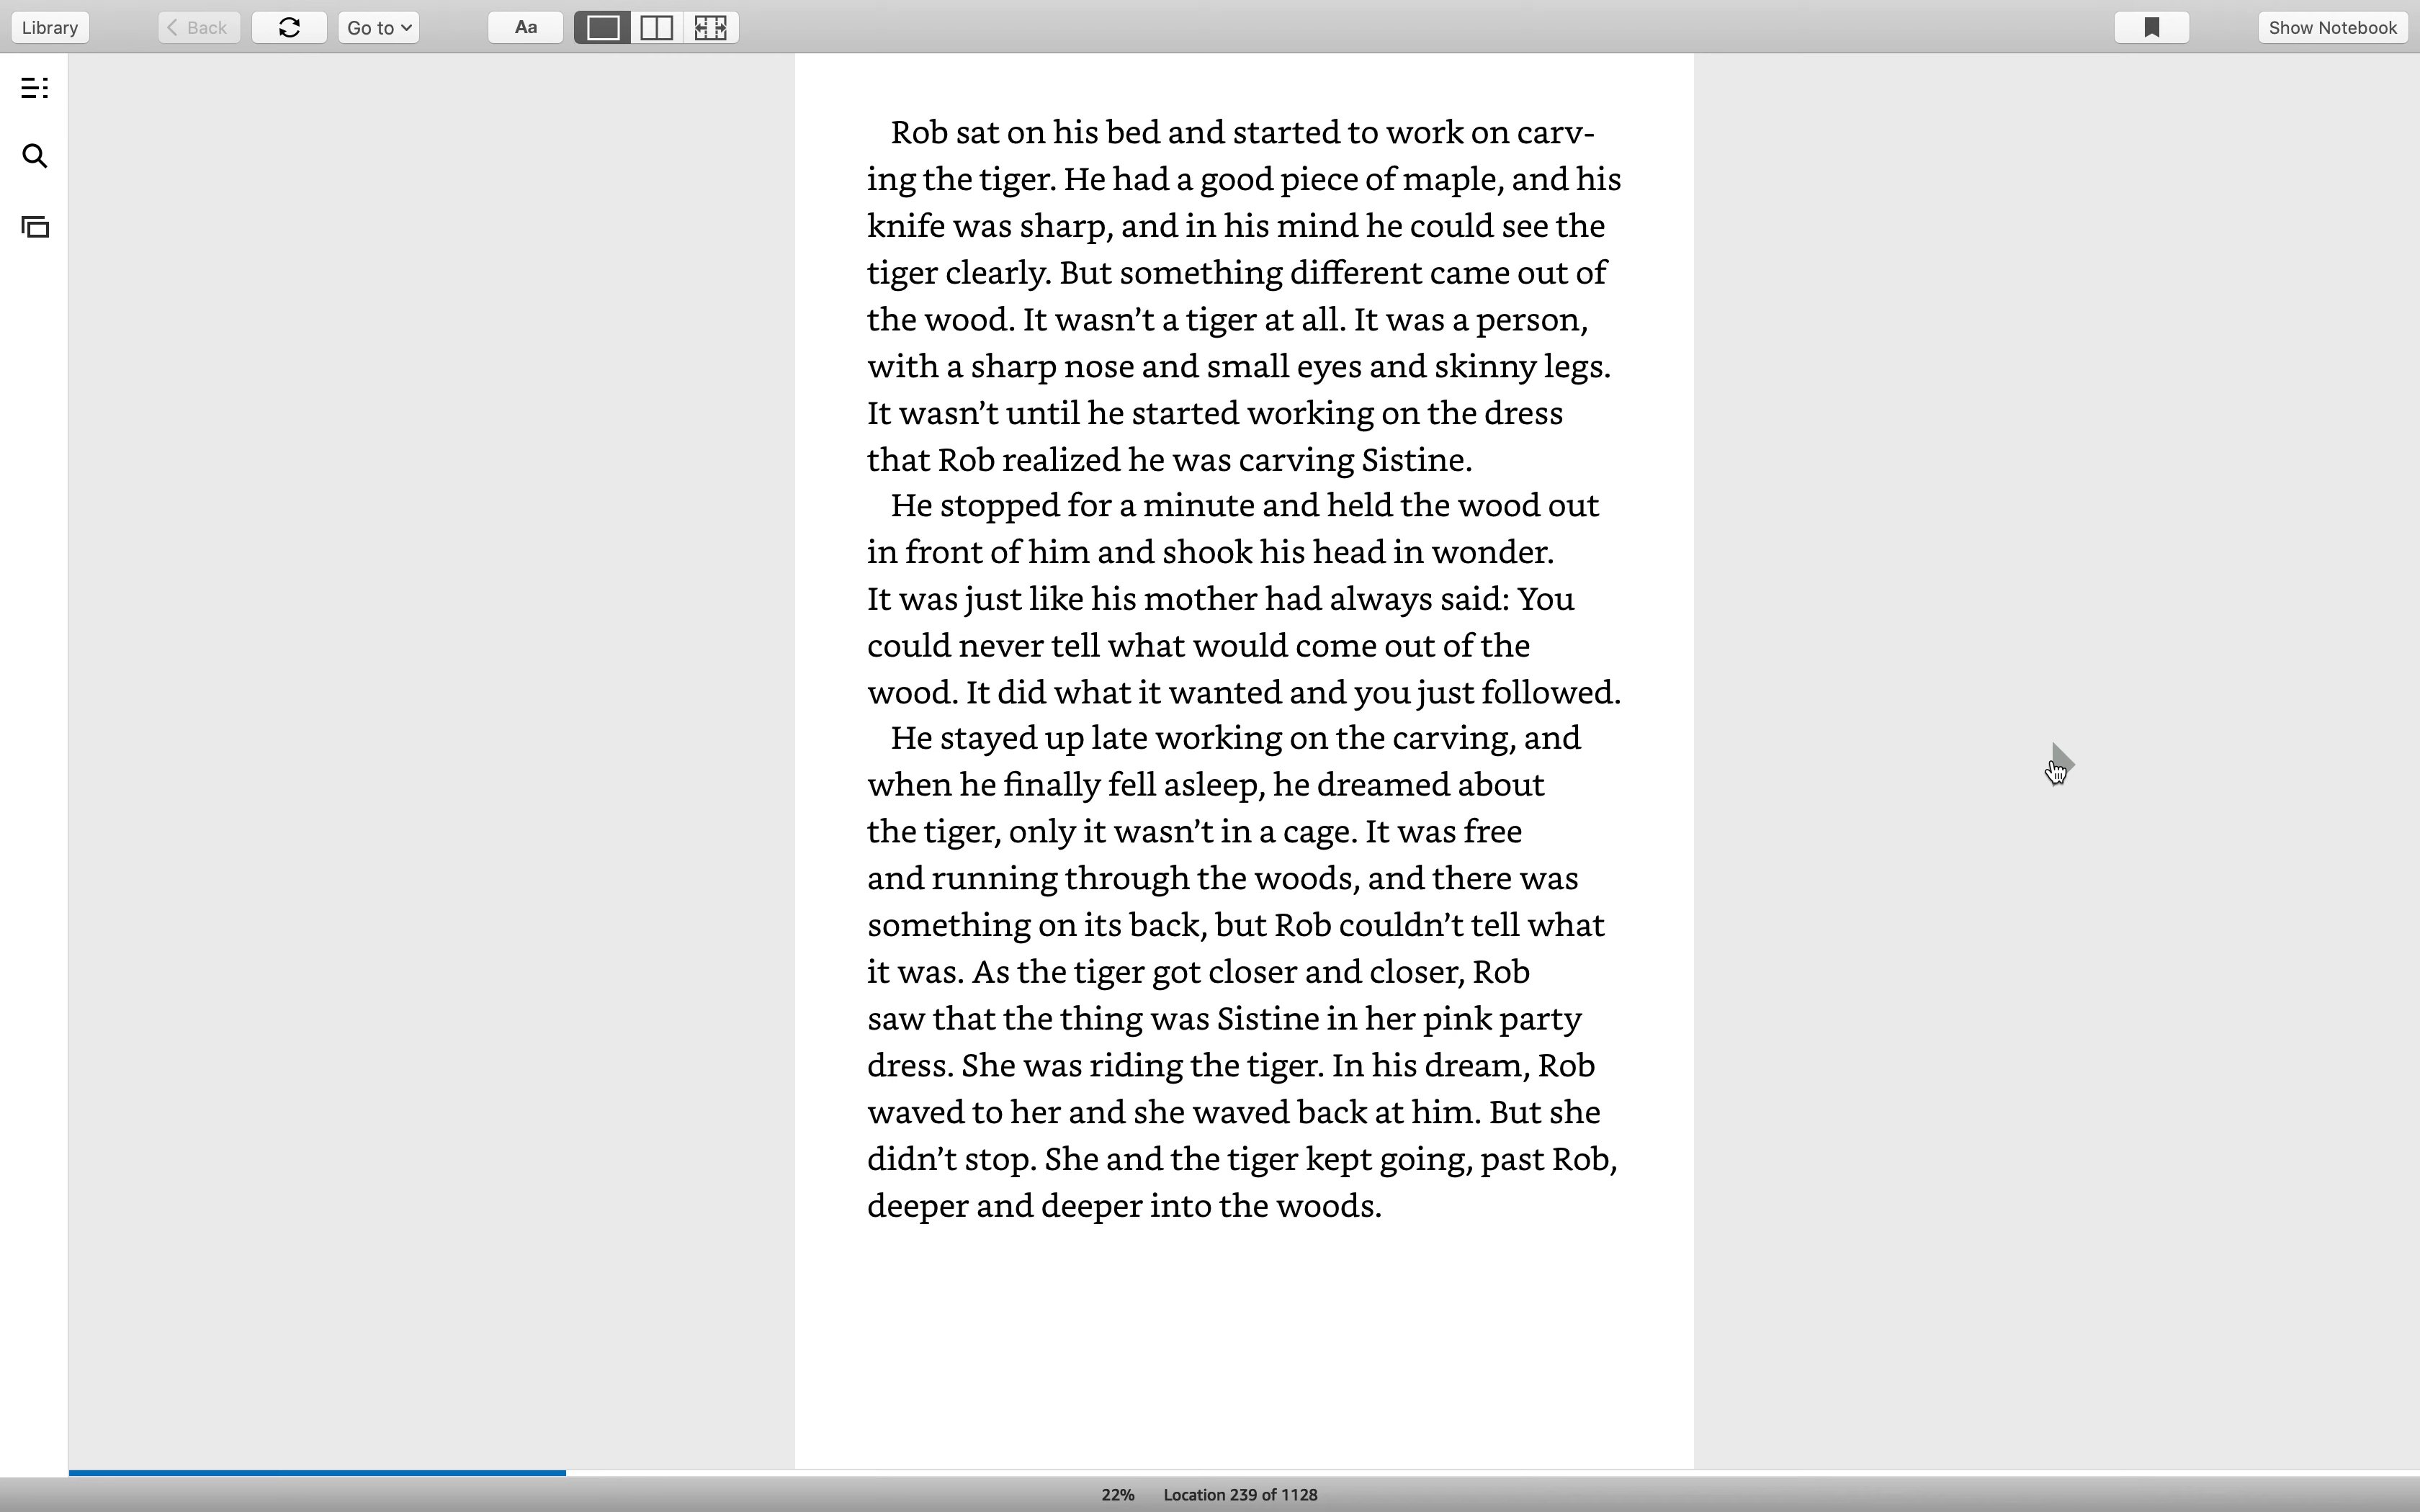 Library
Back
Go to
Aa
Show Notebook
Rob sat on his bed and started to work on carv-
ing the tiger. He had a good piece of maple, and his
knife was sharp, and in his mind he could see the
tiger clearly. But something different came out of
the wood. It wasn’t a tiger at all. It was a person,
with a sharp nose and small eyes and skinny legs.
It wasn’t until he started working on the dress
that Rob realized he was carving Sistine.
He stopped for a minute and held the wood out
in front of him and shook his head in wonder.
It was just like his mother had always said: You
could never tell what would come out of the
wood. It did what it wanted and you just followed.
He stayed up late working on the carving, and
when he finally fell asleep, he dreamed about
the tiger, only it wasn’t in a cage. It was free
and running through the woods, and there was
something on its back, but Rob couldn’t tell what
it was. As the tiger got closer and closer, Rob
saw that the thing was Sistine in her pink party
dress. She was riding the tiger. In his dream, Rob
waved to her and she waved back at him. But she
didn’t stop. She and the tiger kept going, past Rob,
deeper and deeper into the woods.
22% Location 239 of 1128